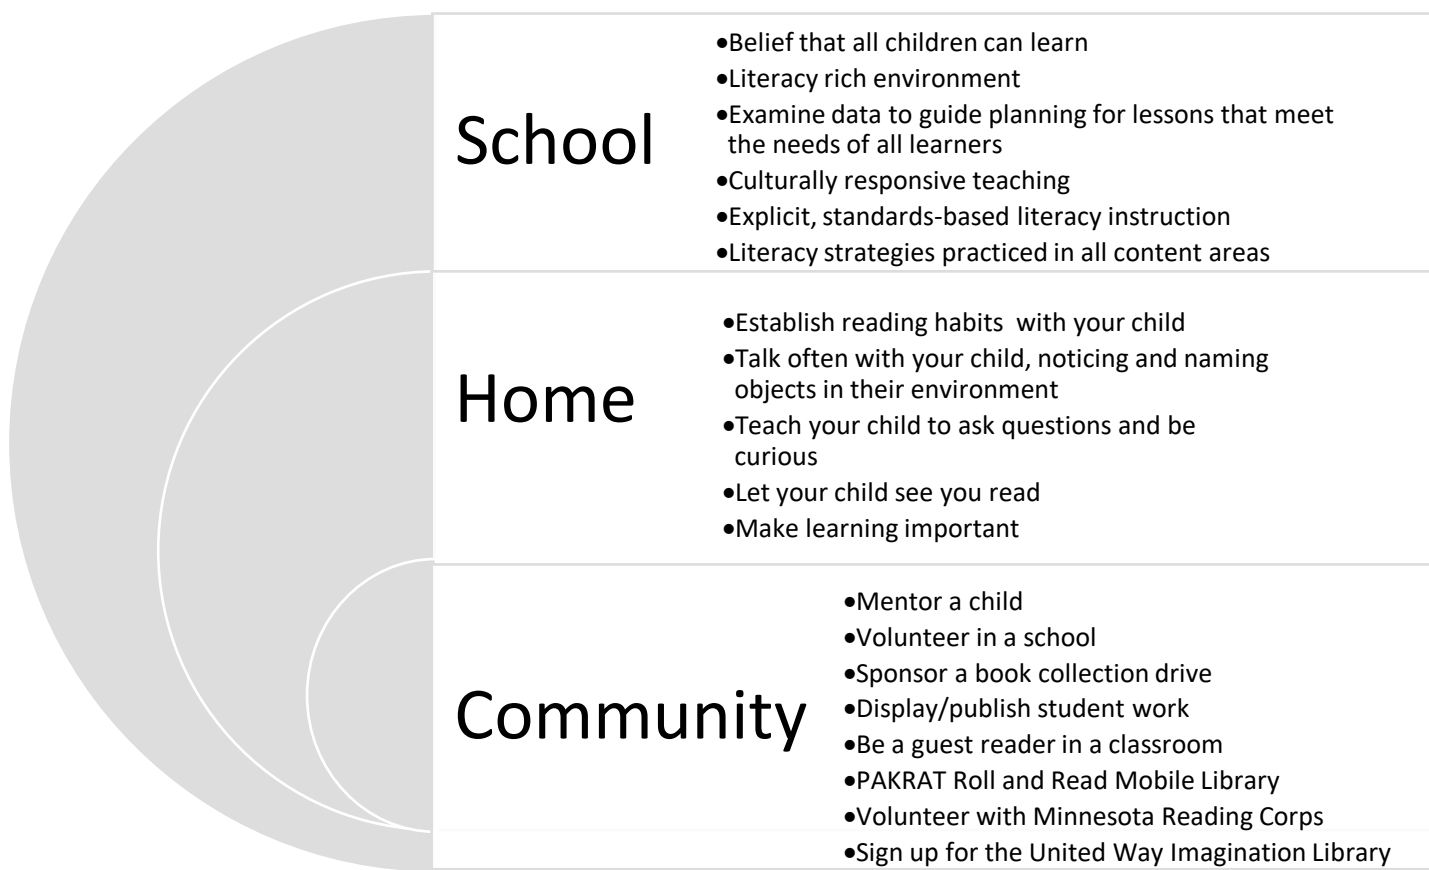 School
•Belief that all children can learn
•Literacy rich environment
•Examine data to guide planning for lessons that meet
the needs of all learners
•Culturally responsive teaching
•Explicit, standards-based literacy instruction
•Literacy strategies practiced in all content areas
Home
•Establish reading habits  with your child
•Talk often with your child, noticing and naming
objects in their environment
•Teach your child to ask questions and be
curious
•Let your child see you read
•Make learning important
Community
•Mentor a child
•Volunteer in a school
•Sponsor a book collection drive
•Display/publish student work
•Be a guest reader in a classroom
•PAKRAT Roll and Read Mobile Library
•Volunteer with Minnesota Reading Corps
•Sign up for the United Way Imagination Library